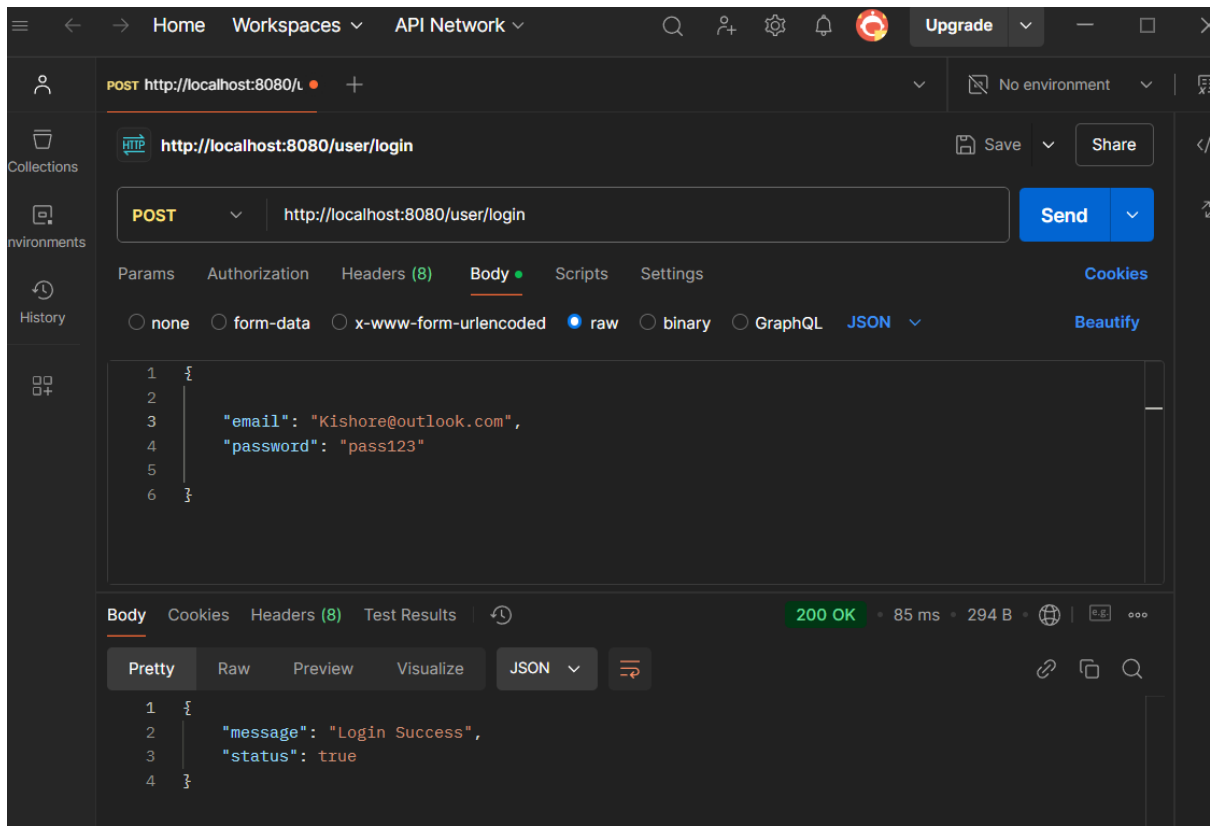 Home Workspaces API Network Upgrade
POST http://localhost:8080/u No environment
HTTP http://localhost:8080/user/login Save Share
Collections
POST http://localhost:8080/user/login Send
nvironments
Params Authorization Headers (8) Body Scripts Settings Cookies
History
none form-data x-www-form-urlencoded raw binary GraphQL JSON Beautify
1 {
2
3 "email": "Kishore@outlook.com",
4 "password": "pass123"
5
6 }
Body Cookies Headers (8) Test Results 200 OK • 85 ms • 294 B e.g.
Pretty Raw Preview Visualize JSON
1 {
2 "message": "Login Success",
3 "status": true
4 }